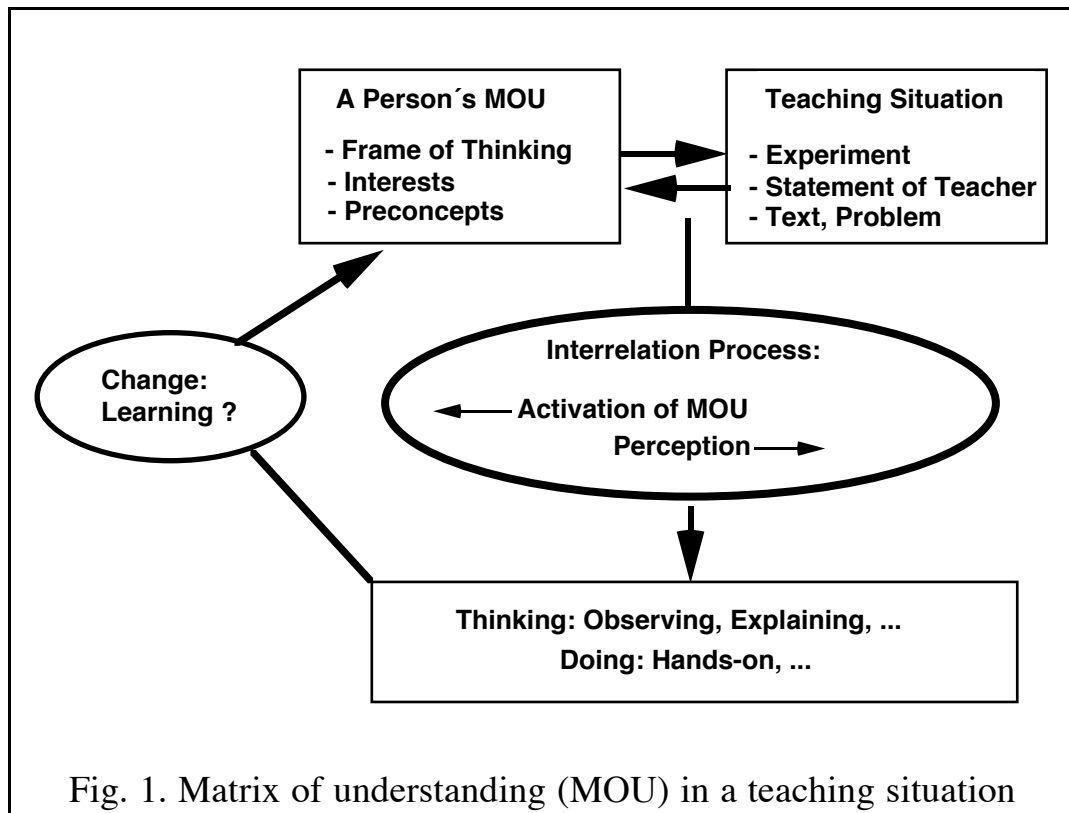 A Person´s MOU
- Frame of Thinking
- Interests
- Preconcepts
Teaching Situation
- Experiment
- Statement of Teacher
- Text, Problem
Interrelation Process:
Activation of MOU
Perception
Change:
Learning ?
Thinking: Observing, Explaining, ...
Doing: Hands-on, ...
Fig. 1. Matrix of understanding (MOU) in a teaching situation